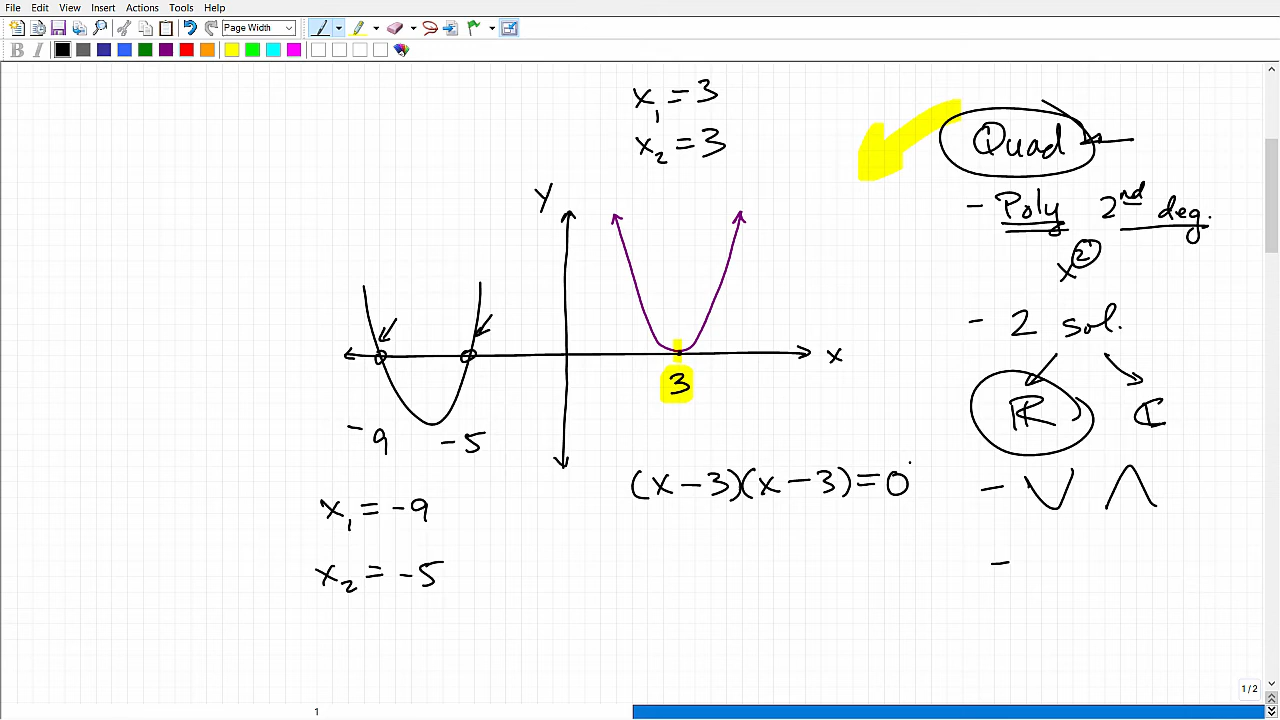 File Edit View Insert Actions Tools Help
Page Width
B I
x₁ = 3
x₂ = 3
y
x
3
-9 -5
x₁ = -9
x₂ = -5
(x-3)(x-3)=0
Quad
- Poly 2nd deg.
x²
- 2 sol.
ℝ ℂ
-
-
1/2
1